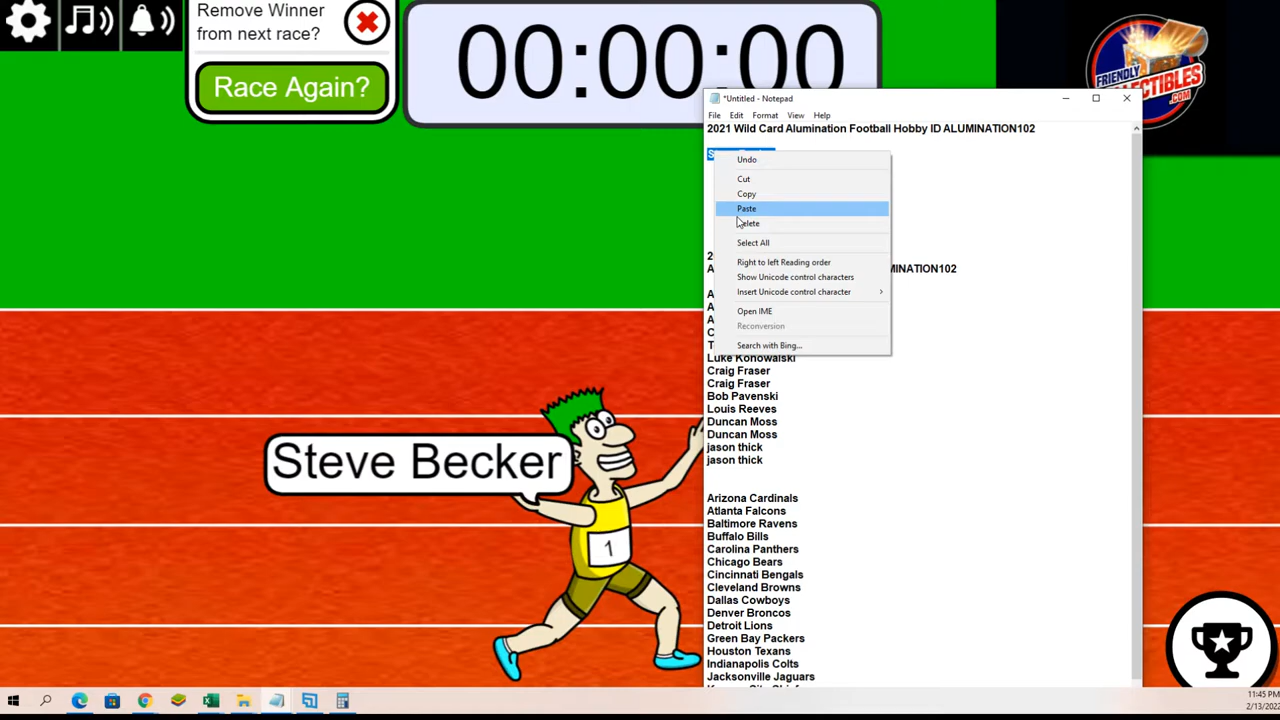 Remove Winner
from next race?
Race Again?
00:00:00
FRIENDLY
COLLECTIBLES
.COM
*Untitled - Notepad
File Edit Format View Help
2021 Wild Card Alumination Football Hobby ID ALUMINATION102
Undo
Cut
Copy
Paste
Delete
Select All
Right to left Reading order
Show Unicode control characters
Insert Unicode control character
Open IME
Reconversion
Search with Bing...
2
A MINATION102
A
A
A
C
T
Luke Konowalski
Craig Fraser
Craig Fraser
Bob Pavenski
Louis Reeves
Duncan Moss
Duncan Moss
jason thick
jason thick
Arizona Cardinals
Atlanta Falcons
Baltimore Ravens
Buffalo Bills
Carolina Panthers
Chicago Bears
Cincinnati Bengals
Cleveland Browns
Dallas Cowboys
Denver Broncos
Detroit Lions
Green Bay Packers
Houston Texans
Indianapolis Colts
Jacksonville Jaguars
Steve Becker
1
11:45 PM
2/13/2022